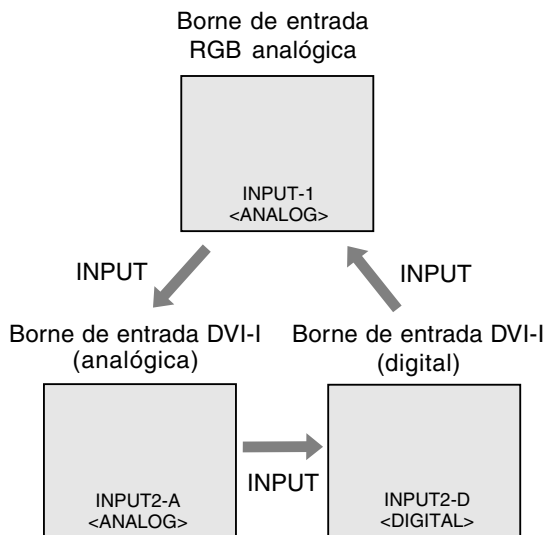 Borne de entrada
RGB analógica
INPUT-1
<ANALOG>
INPUT
INPUT
Borne de entrada DVI-I
(analógica)
Borne de entrada DVI-I
(digital)
INPUT2-A
<ANALOG>
INPUT
INPUT2-D
<DIGITAL>